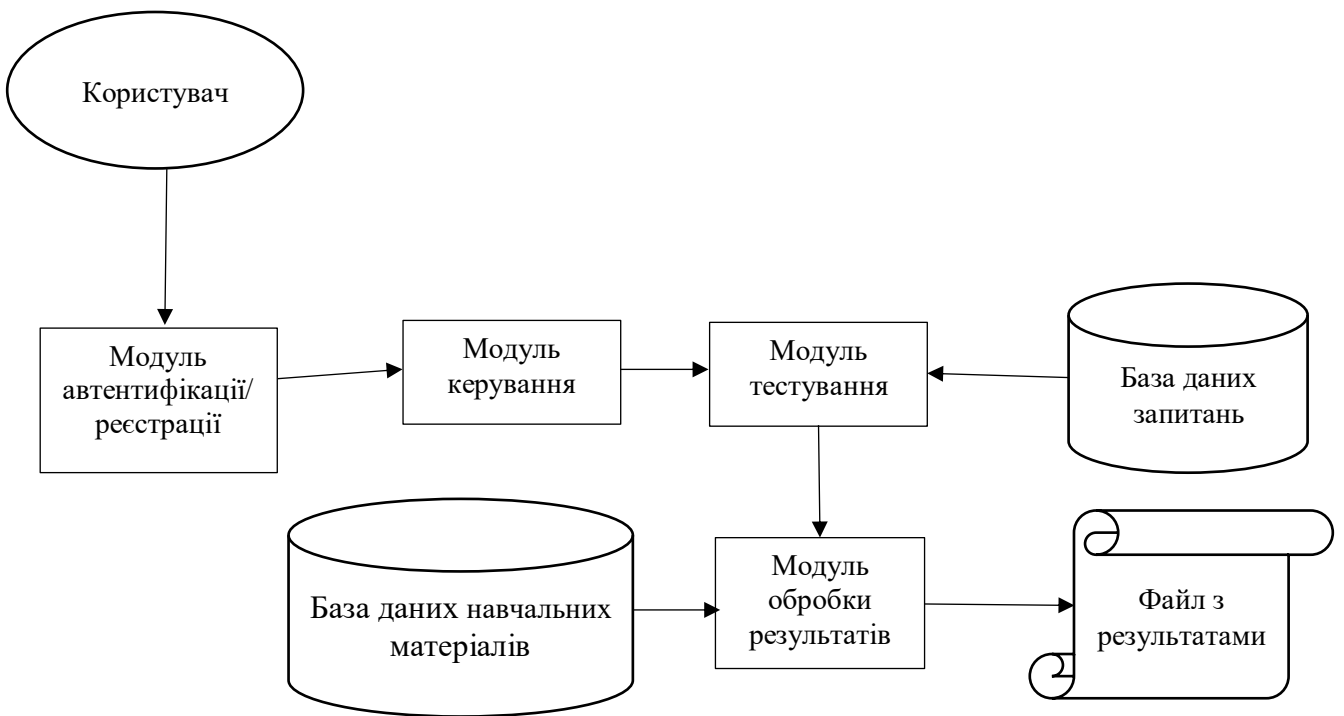 Користувач
Модуль
автентифікації/
реєстрації
Модуль
керування
Модуль
тестування
База даних
запитань
База даних навчальних
матеріалів
Модуль
обробки
результатів
Файл з
результатами